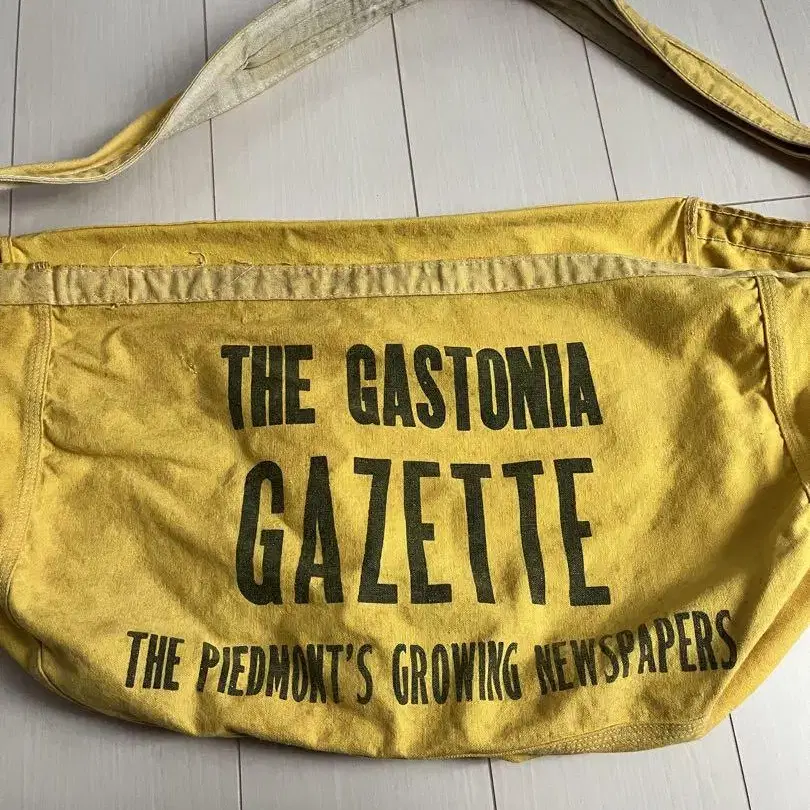 THE GASTONIA
GAZETTE
THE PIEDMONT'S GROWING NEWSPAPERS